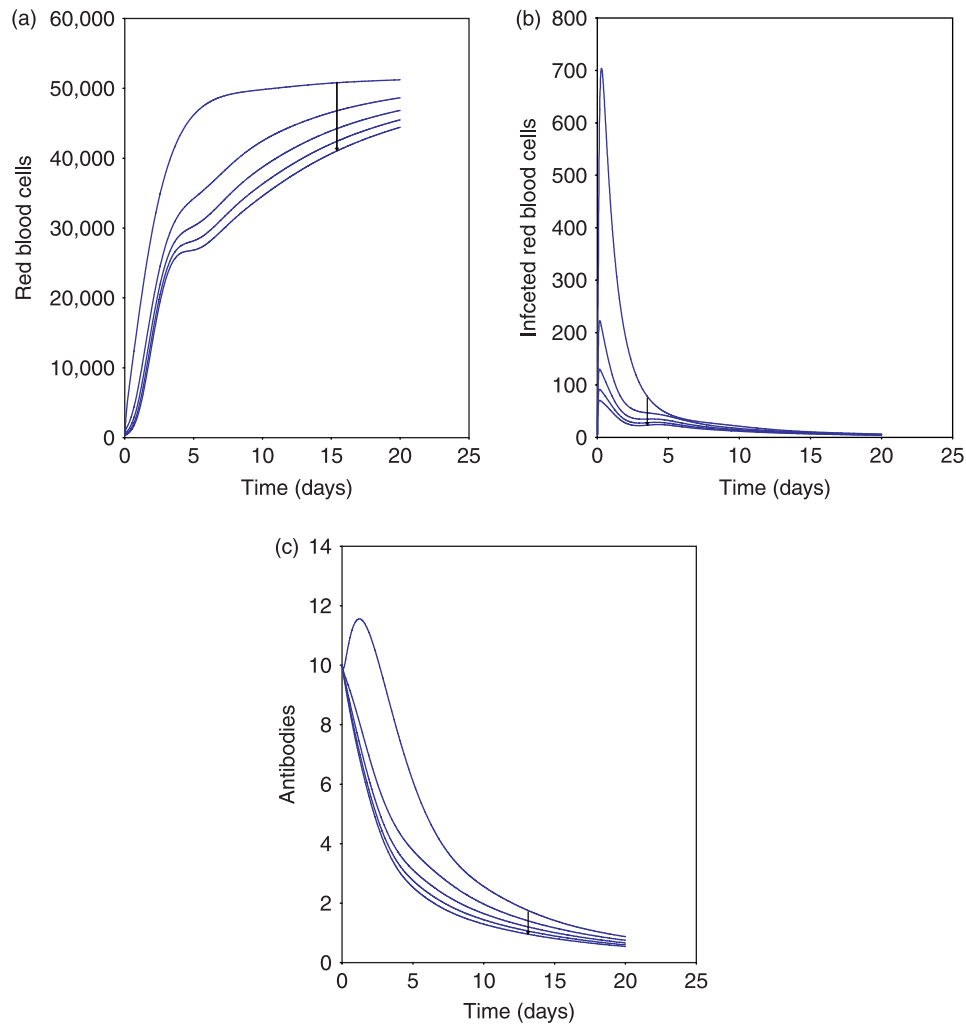 (a)
60,000
50,000
40,000
30,000
20,000
10,000
0
Red blood cells
0 5 10 15 20 25
Time (days)
(b)
800
700
600
500
400
300
200
100
0
Infceted red blood cells
0 5 10 15 20 25
Time (days)
(c)
14
12
10
8
6
4
2
0
Antibodies
0 5 10 15 20 25
Time (days)